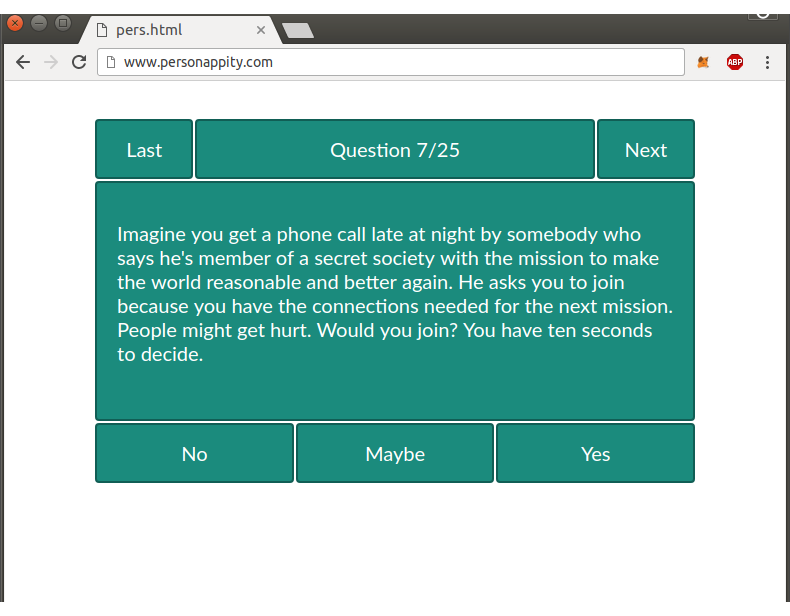 pers.html
www.personappity.com
ABP
Last
Question 7/25
Next
Imagine you get a phone call late at night by somebody who
says he's member of a secret society with the mission to make
the world reasonable and better again. He asks you to join
because you have the connections needed for the next mission.
People might get hurt. Would you join? You have ten seconds
to decide.
No
Maybe
Yes